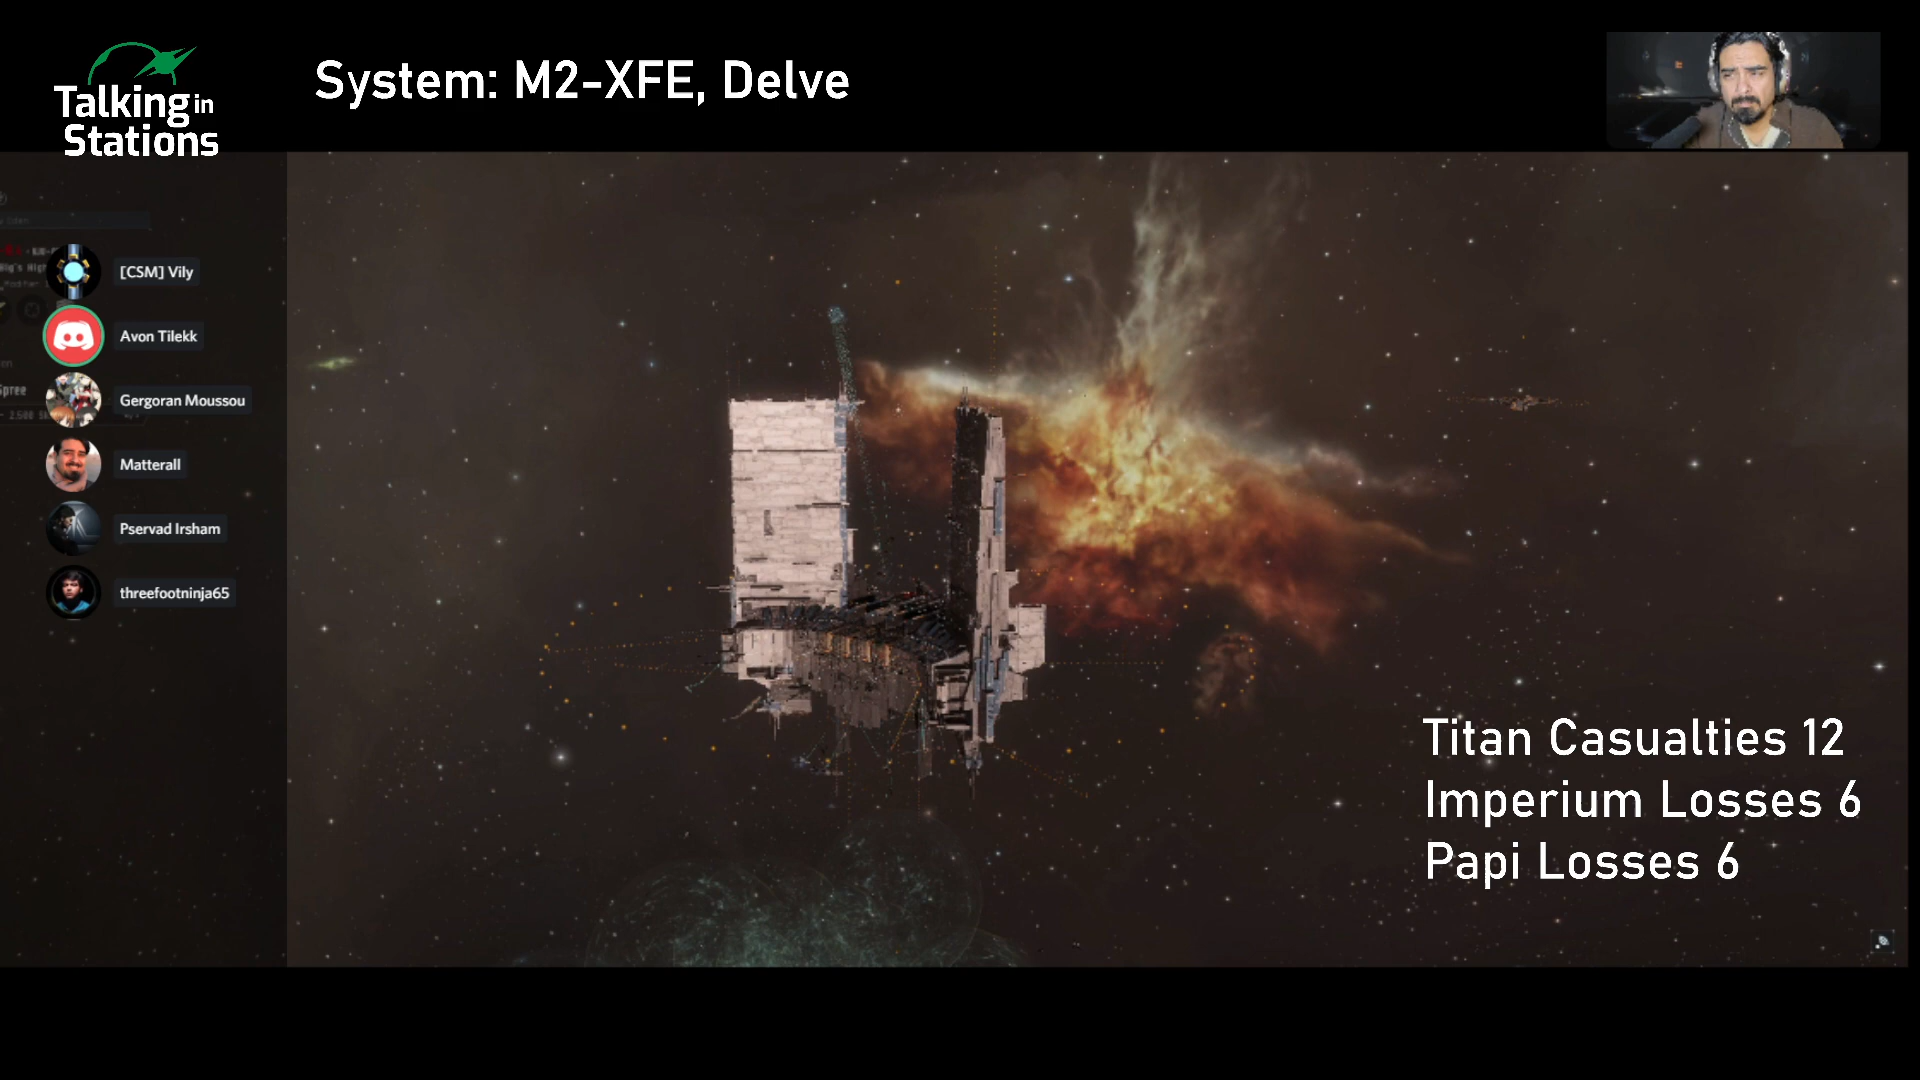 Talking in
Stations
System: M2-XFE, Delve
[CSM] Vily
Avon Tilekk
Gergoran Moussou
Spree
Matterall
Pservad Irsham
threefootninja65
Titan Casualties 12
Imperium Losses 6
Papi Losses 6